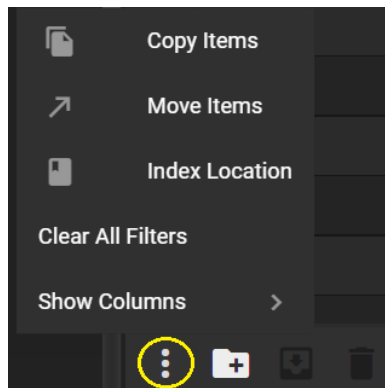 Copy Items
Move Items
Index Location
Clear All Filters
Show Columns